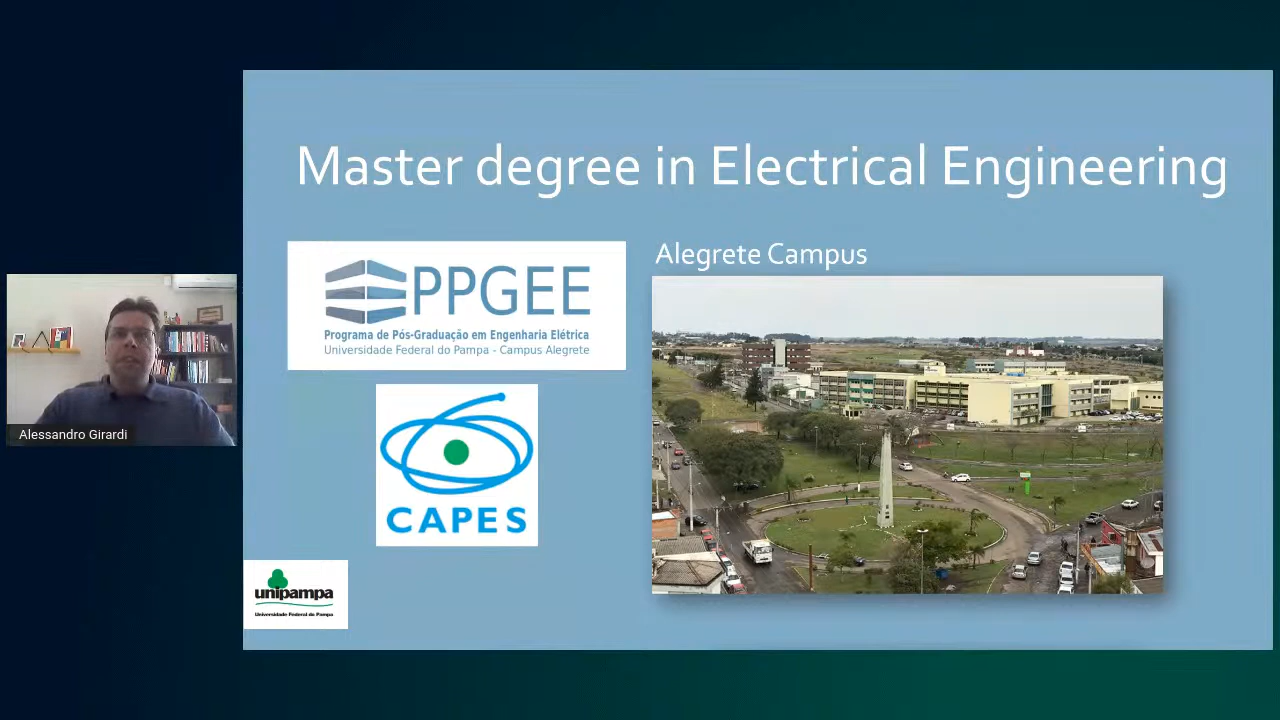 Master degree in Electrical Engineering
PPGEE
Programa de Pós-Graduação em Engenharia Elétrica
Universidade Federal do Pampa - Campus Alegrete
Alegrete Campus
CAPES
Alessandro Girardi
unipampa
Universidade Federal do Pampa